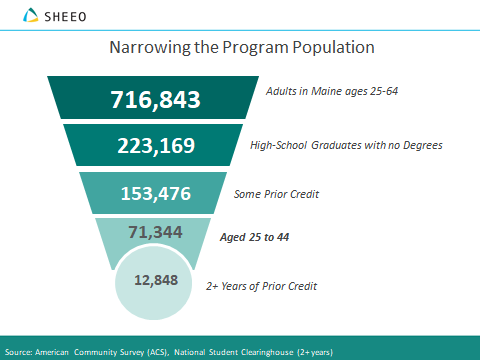 SHEEO
Narrowing the Program Population
716,843
Adults in Maine ages 25-64
223,169
High-School Graduates with no Degrees
153,476
Some Prior Credit
71,344
Aged 25 to 44
12,848
2+ Years of Prior Credit
Source: American Community Survey (ACS), National Student Clearinghouse (2+ years)